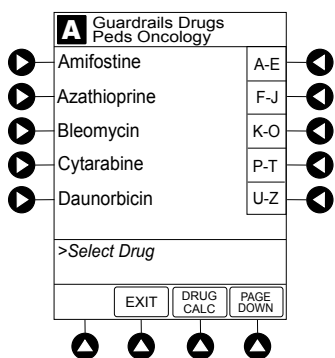 A Guardrails Drugs
Peds Oncology
Amifostine A-E
Azathioprine F-J
Bleomycin K-O
Cytarabine P-T
Daunorbicin U-Z
>Select Drug
EXIT DRUG CALC PAGE DOWN